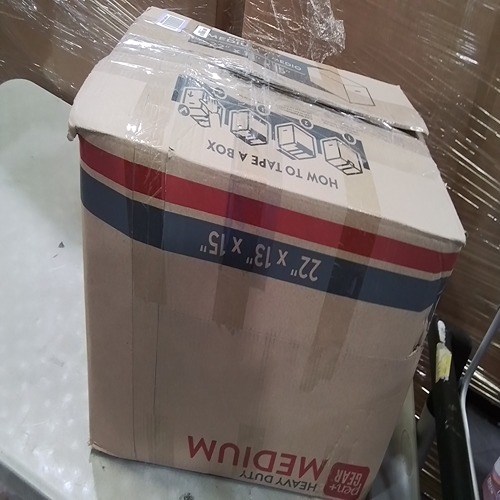 HOW TO TAPE A BOX
22" x 13" x 15"
pen+
GEAR
HEAVY DUTY
MEDIUM